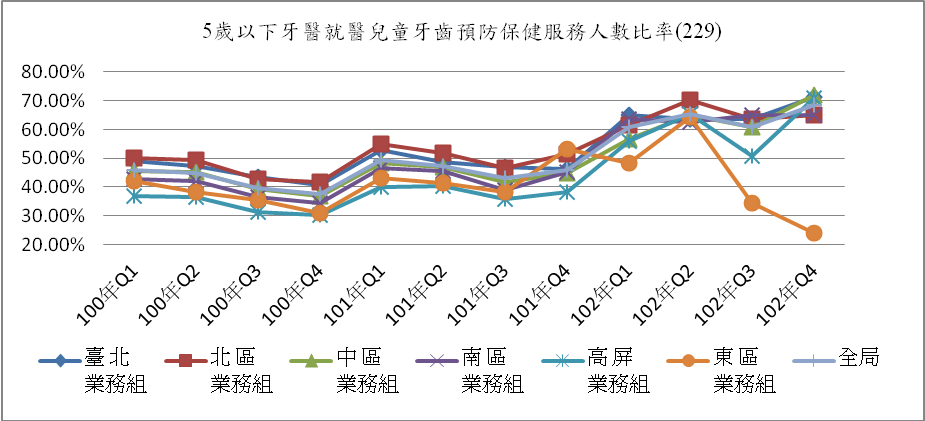 5歲以下牙醫就醫兒童牙齒預防保健服務人數比率(229)
80.00%
70.00%
60.00%
50.00%
40.00%
30.00%
20.00%
100年Q1
100年Q2
100年Q3
100年Q4
101年Q1
101年Q2
101年Q3
101年Q4
102年Q1
102年Q2
102年Q3
102年Q4
臺北
業務組
北區
業務組
中區
業務組
南區
業務組
高屏
業務組
東區
業務組
全局